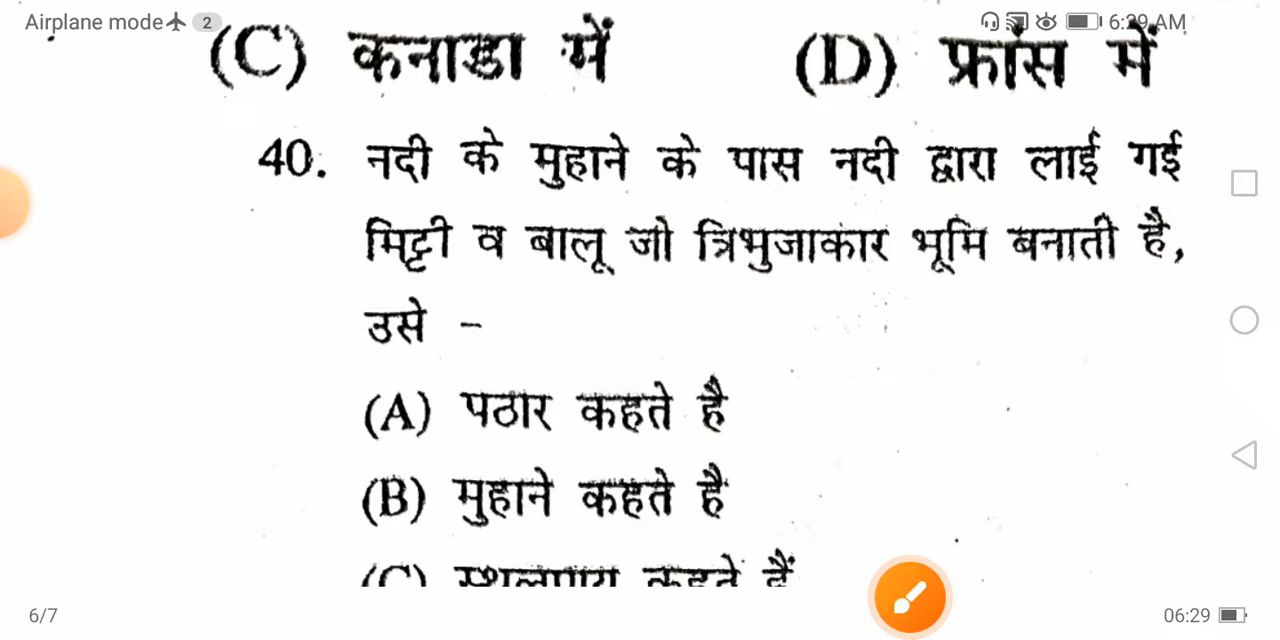 Airplane mode 2 6:29 AM
(C) कनाडा में (D) फ्रांस में
40. नदी के मुहाने के पास नदी द्वारा लाई गई
मिट्टी व बालू जो त्रिभुजाकार भूमि बनाती है,
उसे -
(A) पठार कहते है
(B) मुहाने कहते है
(C) कहते हैं
6/7 06:29